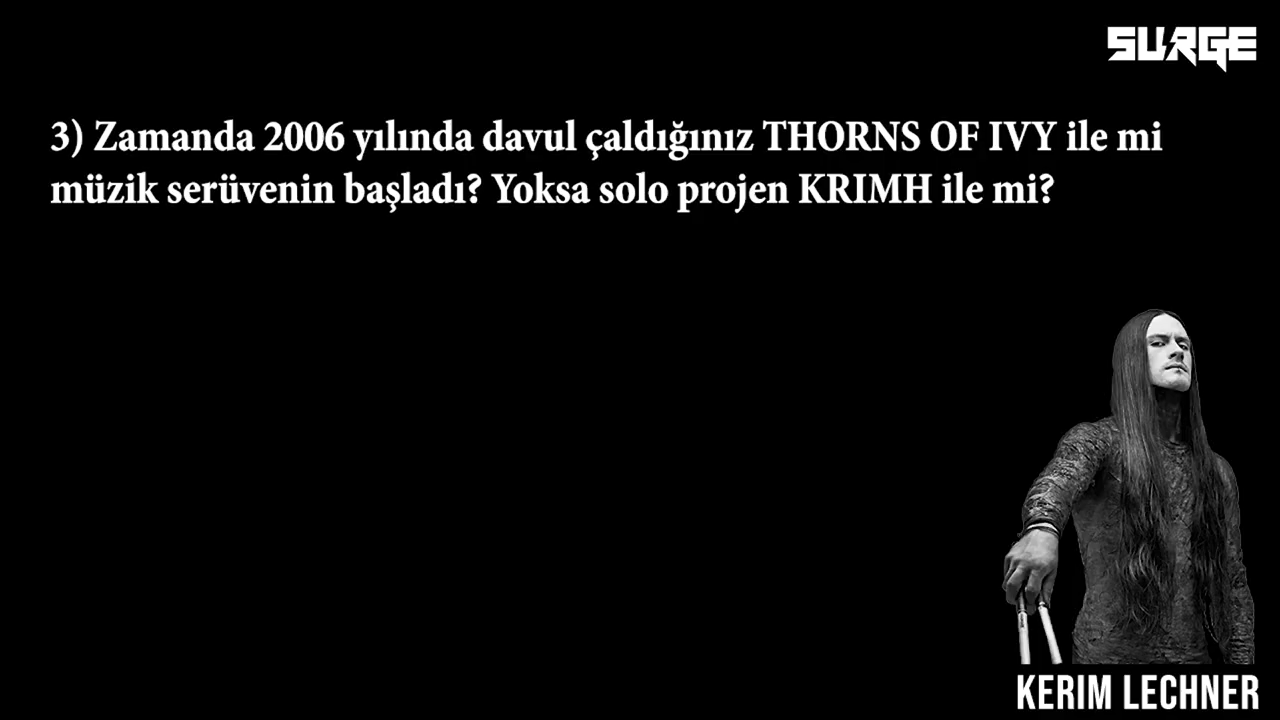 SURGE
3) Zamanda 2006 yılında davul çaldığınız THORNS OF IVY ile mi
müzik serüvenin başladı? Yoksa solo projen KRIMH ile mi?
KERIM LECHNER